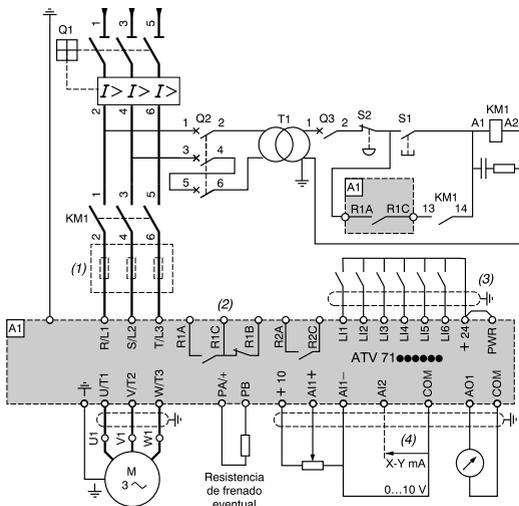 1 3 5
Q1
I> I> I>
2 4 6
1 Q2 2
3 4
5 6
T1
1 Q3 2
S2
S1
KM1
A1 A2
A1
R1A R1C
KM1
13 14
1 3 5
KM1
2 4 6
(1)
(2)
(3)
A1
R/L1 S/L2 T/L3 R1A R1C R1B R2A R2C LI1 LI2 LI3 LI4 LI5 LI6 + 24 PWR
ATV 71●●●●●●
U/T1 V/T2 W/T3 PA/+ PB + 10 AI1+ AI1– AI2 COM AO1 COM
U1 V1 W1
(4)
X-Y mA
0…10 V
M
3 ~
Resistencia
de frenado
eventual